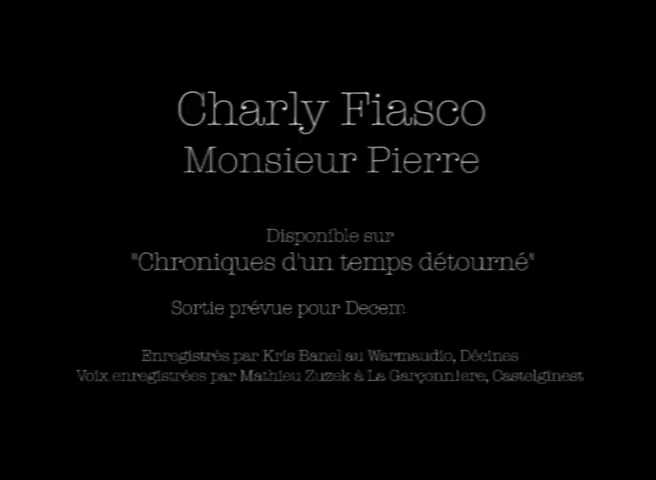 Charly Fiasco
Monsieur Pierre
Disponible sur
"Chroniques d'un temps détourné"
Sortie prévue pour Decem
Enregistrés par Kris Banel au Warmaudio, Décines
Voix enregistrées par Mathieu Zuzek à La Garçonniere, Castelginest